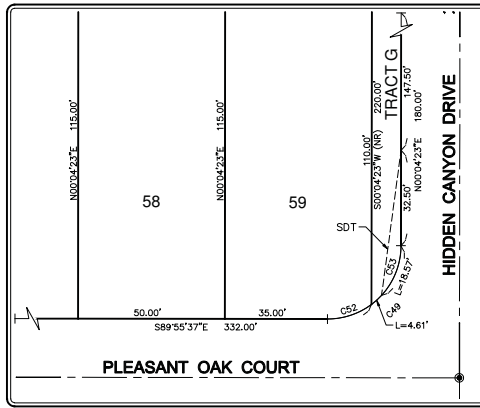 N00°04'23"E 115.00'
N00°04'23"E 115.00'
110.00'
S00°04'23"W (NR) 220.00'
TRACT G
147.50'
180.00'
32.50'
N00°04'23"E
HIDDEN CANYON DRIVE
58
59
SDT
C53
L=18.57'
C52
C49
L=4.61'
50.00'
35.00'
S89°55'37"E 332.00'
PLEASANT OAK COURT